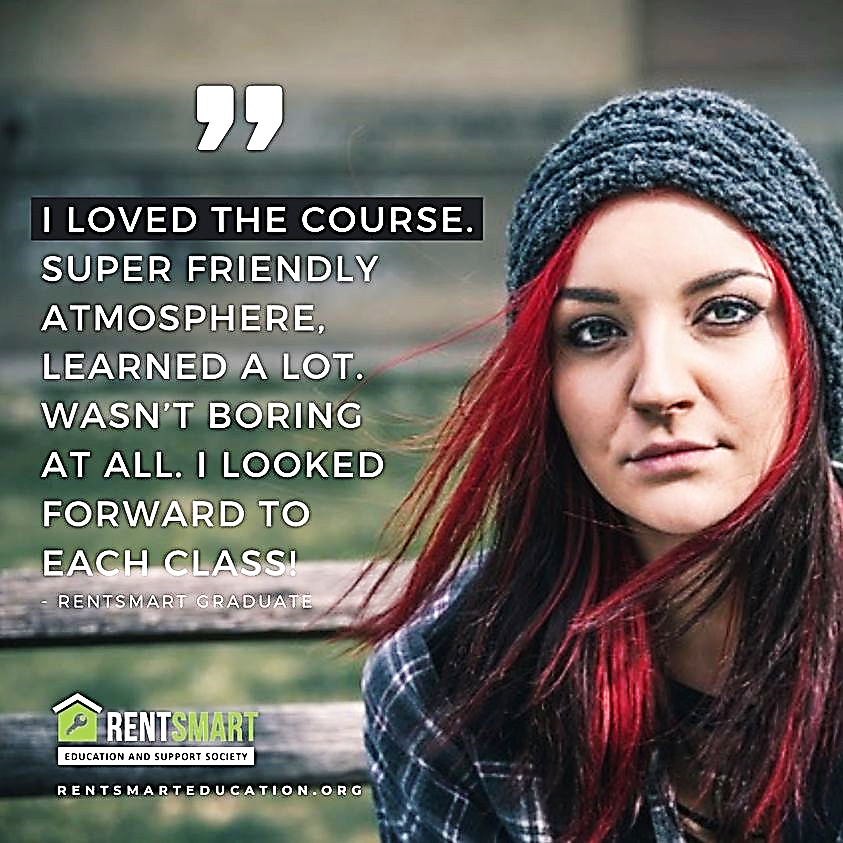 ”
I LOVED THE COURSE.
SUPER FRIENDLY
ATMOSPHERE,
LEARNED A LOT.
WASN’T BORING
AT ALL. I LOOKED
FORWARD TO
EACH CLASS!
- RENTSMART GRADUATE
RENTSMART
EDUCATION AND SUPPORT SOCIETY
RENTSMARTEDUCATION.ORG